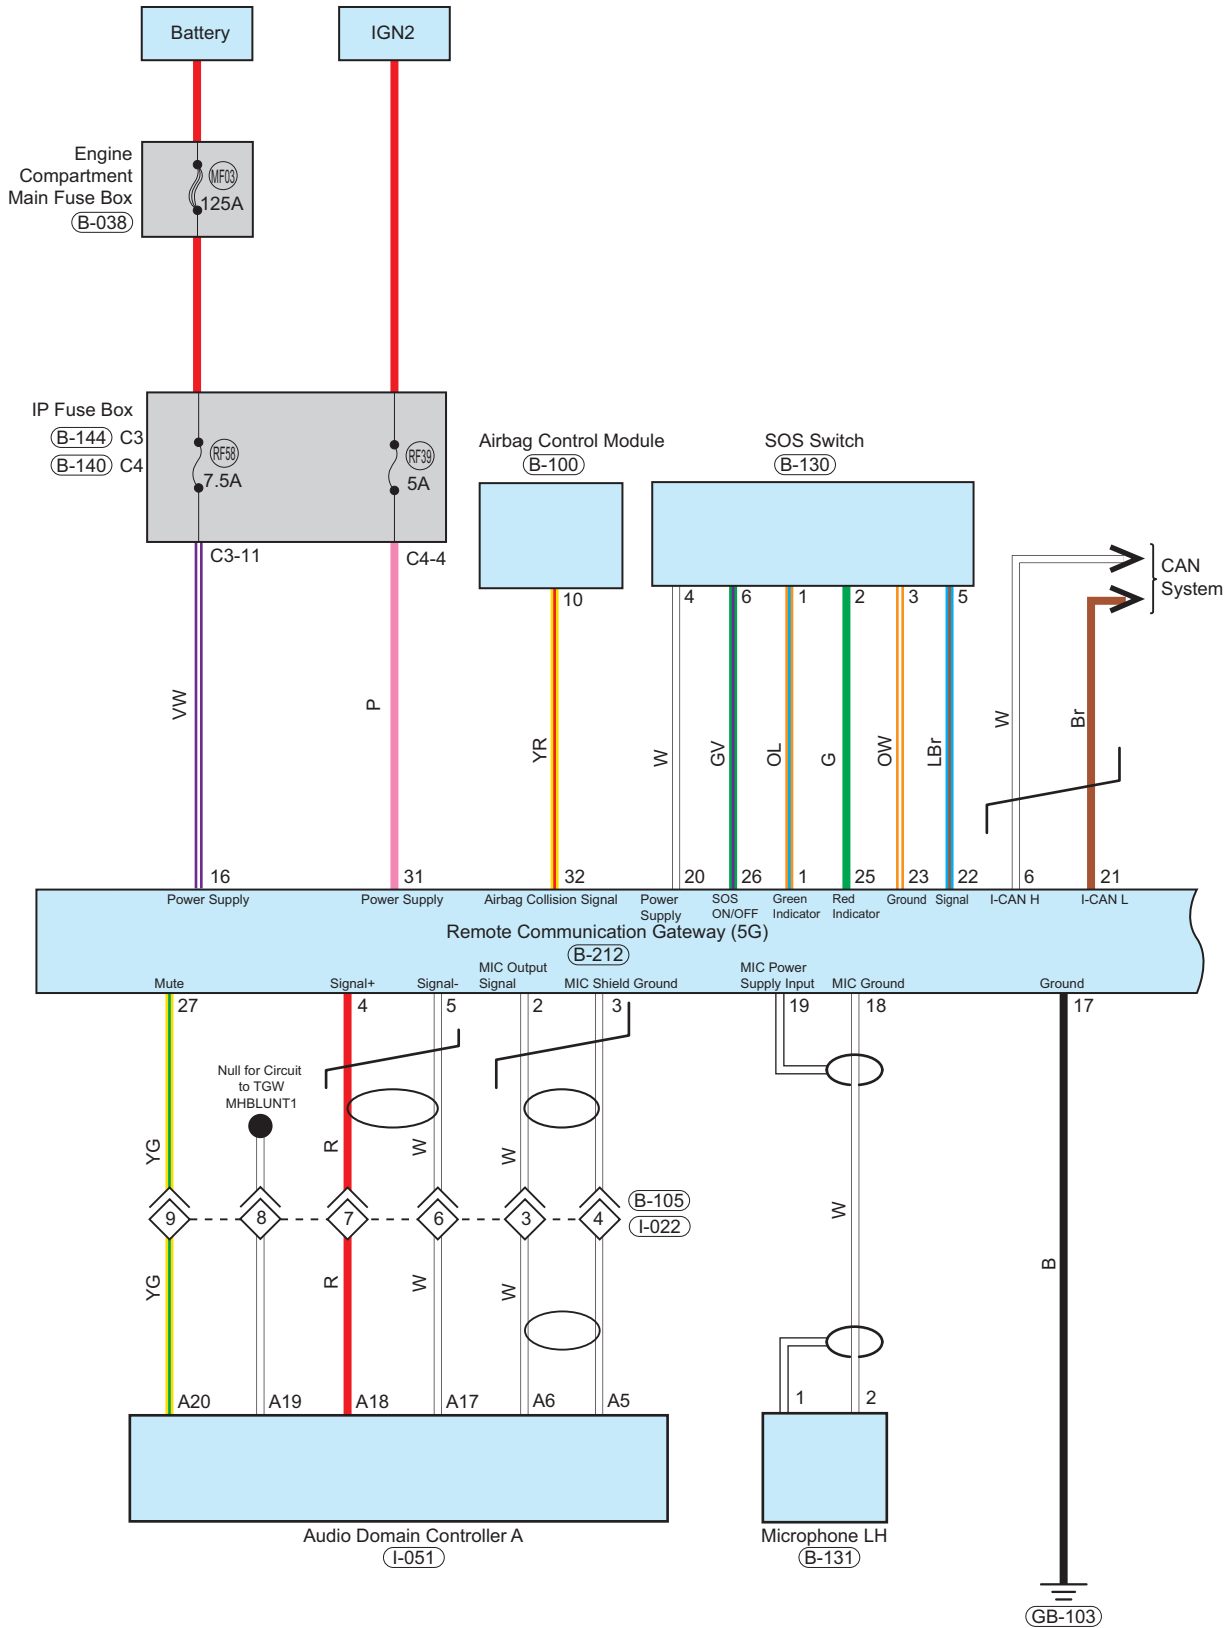 Battery
IGN2
Engine
Compartment
Main Fuse Box
B-038
MF03
125A
IP Fuse Box
B-144 C3
B-140 C4
RF58
7.5A
RF39
5A
C3-11
C4-4
Airbag Control Module
B-100
SOS Switch
B-130
10
4
6
1
2
3
5
CAN
System
VW
P
YR
W
GV
OL
G
OW
LBr
W
Br
16
31
32
20
26
1
25
23
22
6
21
Power Supply
Power Supply
Airbag Collision Signal
Power
Supply
SOS
ON/OFF
Green
Indicator
Red
Indicator
Ground
Signal
I-CAN H
I-CAN L
Remote Communication Gateway (5G)
B-212
Mute
Signal+
Signal-
MIC Output
Signal
MIC Shield Ground
MIC Power
Supply Input
MIC Ground
Ground
27
4
5
2
3
19
18
17
Null for Circuit
to TGW
MHBLUNT1
YG
R
W
W
9
8
7
6
3
4
B-105
I-022
W
YG
R
W
W
B
A20
A19
A18
A17
A6
A5
1
2
Audio Domain Controller A
I-051
Microphone LH
B-131
GB-103